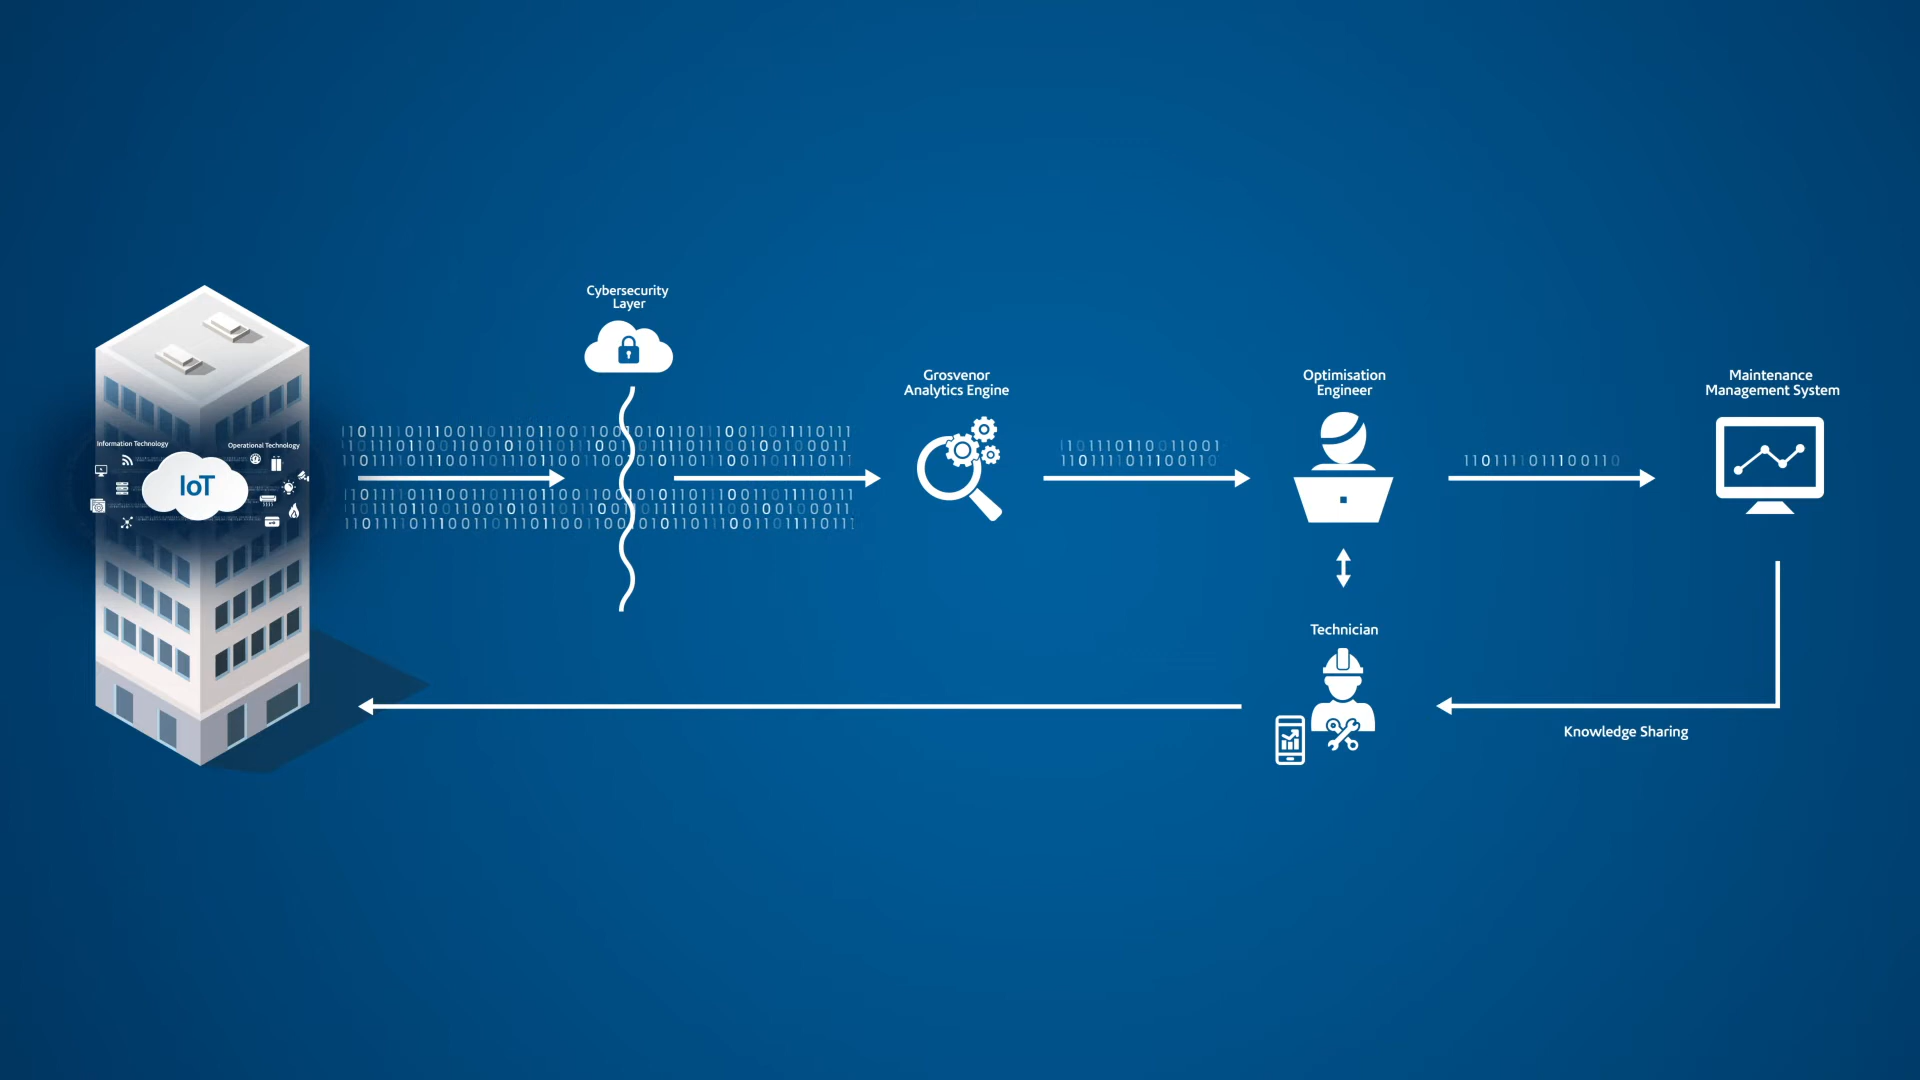 Cybersecurity
Layer
Grosvenor
Analytics Engine
Optimisation
Engineer
Maintenance
Management System
Information Technology
Operational Technology
IoT
Technician
Knowledge Sharing